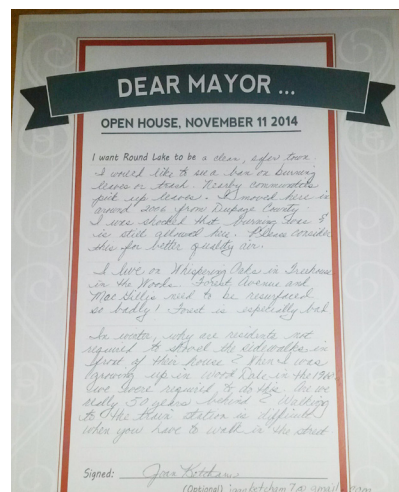 DEAR MAYOR ...
OPEN HOUSE, NOVEMBER 11 2014
I want Round Lake to be a clean, safer town.
I would like to see a ban on burning
leaves or trash. Nearby communities
pick up leaves. I moved here in
around 2006 from Dupage County.
I was shocked that burning
is still allowed here. Please consider
this for better quality air.
I live on Whispering Oaks in Treehouse
in the Woods. Forest Avenue and
MacGillis need to be resurfaced
so badly! Forest is especially bad.
In winter, why are residents not
required to shovel the sidewalks in
front of their house? When I was
growing up in Wood Dale in the
we were required to do this. Are we
really 50 years behind? Walking
to the train station is difficult
when you have to walk in the street
Signed: Joan Ketcham
(Optional)